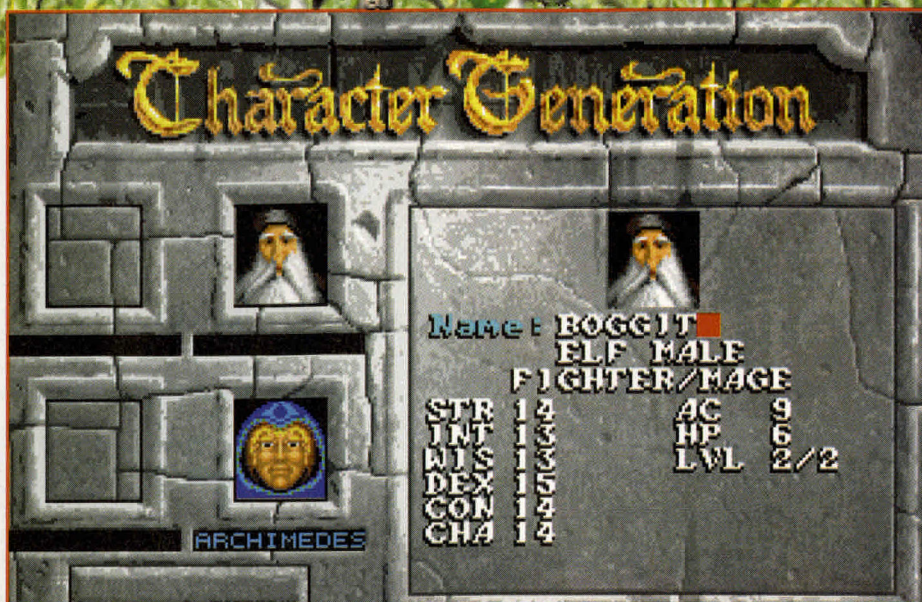 Character Generation
Name: BOGGIT
ELF MALE
FIGHTER/MAGE
STR 14 AC 9
INT 13 HP 6
WIS 13 LVL 2/2
DEX 15
CON 14
CHA 14
ARCHIMEDES